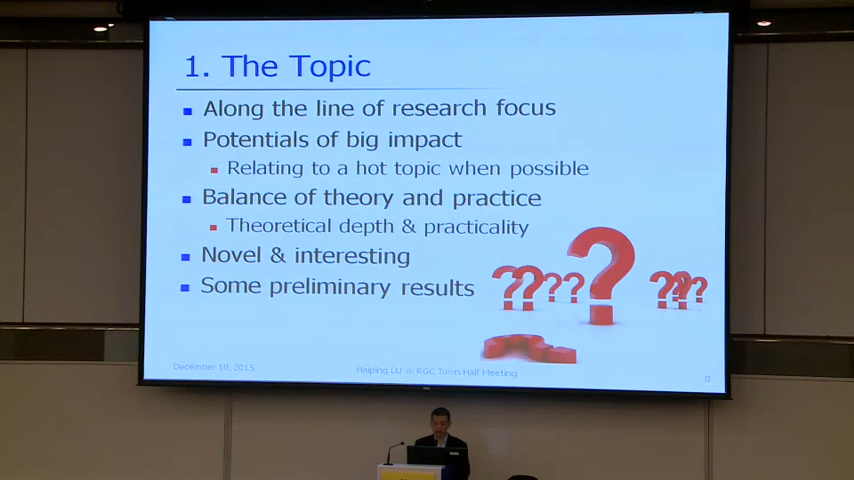 1. The Topic
Along the line of research focus
Potentials of big impact
Relating to a hot topic when possible
Balance of theory and practice
Theoretical depth & practicality
Novel & interesting
Some preliminary results
December 10, 2015
Haiping LU @ RGC Town Hall Meeting
8